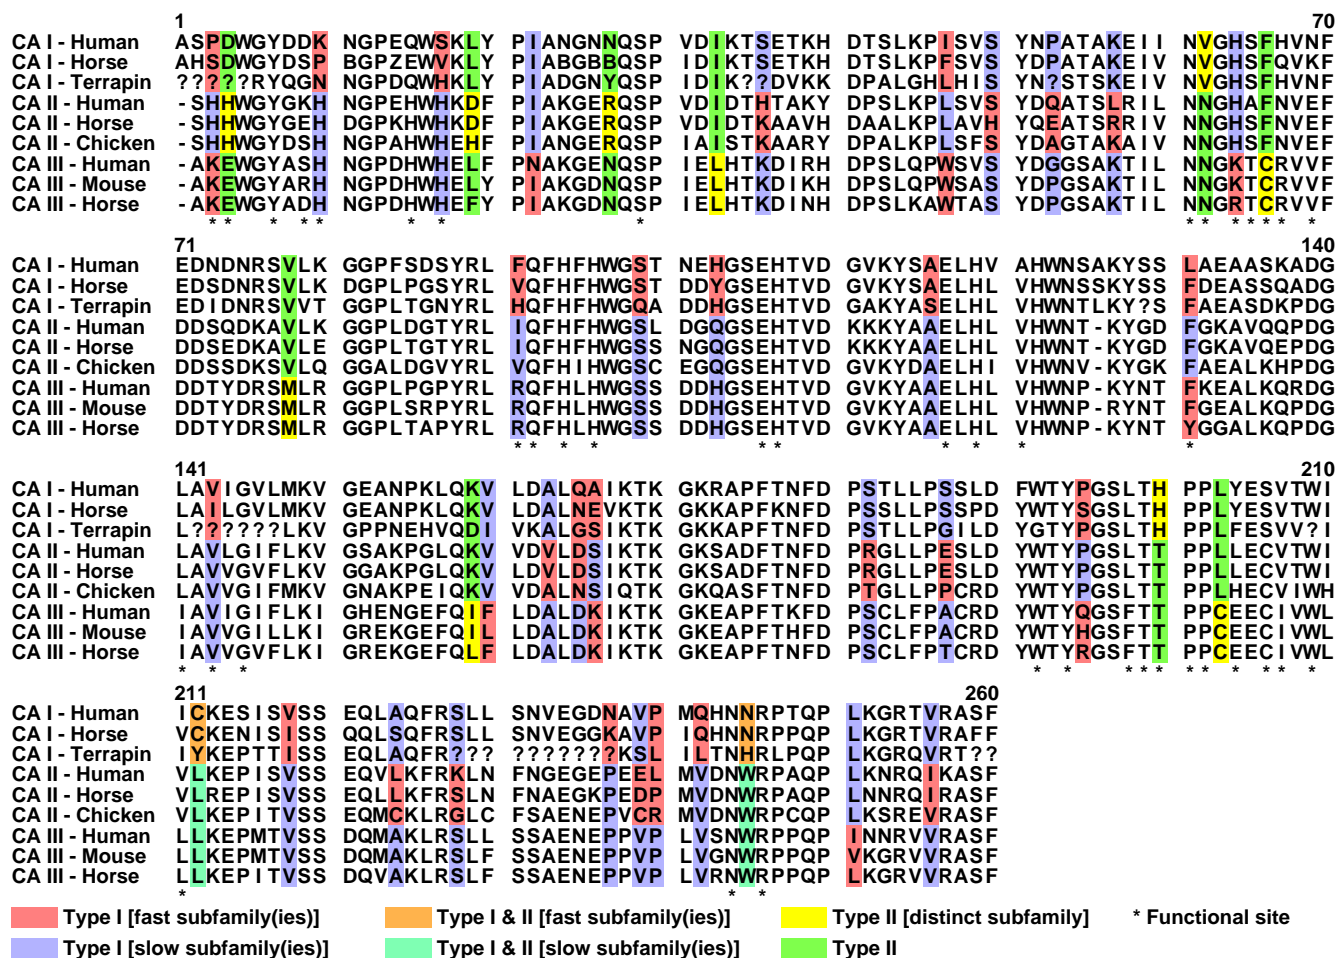 1 70
CA I - Human ASPDWGYDDK NGPEQWSKLY PIANGNNQSP VDIKTSETKH DTSLKPISVS YNPATAKEII NVGHSFHVNF
CA I - Horse AHSDWGYDSP BGPZEWVKLY PIABGBBQSP IDIKTSETKH DTSLKPFSVS YDPATAKEIV NVGHSFQVKF
CA I - Terrapin ?????RYQGN NGPDQWHKLY PIADGNYQSP IDIK??DVKK DPALGHLHIS YN?STSKEIV NVGHSFHVNF
CA II - Human -SHHWGYGKH NGPEHWHKDF PIAKGERQSP VDIDTHTAKY DPSLKPLSVS YDQATSLRIL NNGHAFNVEF
CA II - Horse -SHHWGYGEH DGPKHWHKDF PIAKGERQSP VDIDTKAAVH DAALKPLAVH YQEATSRRIV NNGHSFNVEF
CA II - Chicken -SHHWGYDSH NGPAHWHEHF PIANGERQSP IAISTKAARY DPALKPLSFS YDAGTAKAIV NNGHSFNVEF
CA III - Human -AKEWGYASH NGPDHWHELF PNAKGENQSP IELHTKDIRH DPSLQPWSVS YDGGSAKTIL NNGKTCRVVF
CA III - Mouse -AKEWGYARH NGPDHWHELY PIAKGDNQSP IELHTKDIKH DPSLQPWSAS YDPGSAKTIL NNGKTCRVVF
CA III - Horse -AKEWGYADH NGPDHWHEFY PIAKGDNQSP IELHTKDINH DPSLKAWTAS YDPGSAKTIL NNGRTCRVVF
* * * * * * * * * * * * * *
71 140
CA I - Human EDNDNRSVLK GGPFSDSYRL FQFHFHWGST NEHGSEHTVD GVKYSAELHV AHWNSAKYSS LAEAASKADG
CA I - Horse EDSDNRSVLK DGPLPGSYRL VQFHFHWGST DDYGSEHTVD GVKYSAELHL VHWNSSKYSS FDEASSQADG
CA I - Terrapin EDIDNRSVVT GGPLTGNYRL HQFHFHWGQA DDHGSEHTVD GAKYSSELHL VHWNTLKY?S FAEASDKPDG
CA II - Human DDSQDKAVLK GGPLDGTYRL IQFHFHWGSL DGQGSEHTVD KKKYAAELHL VHWNT-KYGD FGKAVQQPDG
CA II - Horse DDSEDKAVLE GGPLTGTYRL IQFHFHWGSS NGQGSEHTVD KKKYAAELHL VHWNT-KYGD FGKAVQEPDG
CA II - Chicken DDSSDKSVLQ GGALDGVYRL VQFHIHWGSC EGQGSEHTVD GVKYDAELHI VHWNV-KYGK FAEALKHPDG
CA III - Human DDTYDRSMLR GGPLPGPYRL RQFHLHWGSS DDHGSEHTVD GVKYAAELHL VHWNP-KYNT FKEALKQRDG
CA III - Mouse DDTYDRSMLR GGPLSRPYRL RQFHLHWGSS DDHGSEHTVD GVKYAAELHL VHWNP-RYNT FGEALKQPDG
CA III - Horse DDTYDRSMLR GGPLTAPYRL RQFHLHWGSS DDHGSEHTVD GVKYAAELHL VHWNP-KYNT YGGALKQPDG
* * * * * * * * * *
141 210
CA I - Human LAVIGVLMKV GEANPKLQKV LDALQAIKTK GKRAPFTNFD PSTLLPSSLD FWTYPGSLTH PPLYESVTWI
CA I - Horse LAILGVLMKV GEANPKLQKV LDALNEVKTK GKKAPFKNFD PSSLLPSSPD YWTYSGSLTH PPLYESVTWI
CA I - Terrapin L??????LKV GPPNEHVQDI VKADGSIKTK GKQAPFTNFD PSTLLPGILD YGTYPGSLTH PPLFESVV?I
CA II - Human LAVLGIFLKV GSAKPGLQKV VDVLDSIKTK GKSADFTNFD PRGLLPESLD YWTYPGSLTT PPLLECVTWI
CA II - Horse LAVVGVFLKV GGAKPGLQKV LDVLDSIKTK GKSADFTNFD PRGLLPESLD YWTYPGSLTT PPLLECVTWI
CA II - Chicken LAVVGIFMKV GNAKPEIQKV VDALNSIQTK GKQASFTNFD PTGLLPPCRD YWTYPGSLTT PPLHECVIWH
CA III - Human IAVIGIFLKI GHENGEFQIF LDALDKIKTK GKEAPFTNFD PSCLFPACRD YWTYQGSFTT PPCEECIVWL
CA III - Mouse IAVVGILLKI GREKGEFQIL LDALDKIKTK GKEAPFTHFD PSCLFPACRD YWTYHGSFTT PPCEECIVWL
CA III - Horse IAVVGVFLKI GREKGEFQLF LDALDKIKTK GKEAPFTNFD PSCLFPTCRD YWTYRGSFTT PPCEECIVWL
* * * * * * * * * * * * * *
211 260
CA I - Human ICKESISVSS EQLAQFRSLL SNVEGDNAVP MQHNNRPTQP LKGRTVRASF
CA I - Horse VCKENISISS QQLSQFRSLL SNVEGGKAVP IQHNNRPPQP LKGRTVRAFF
CA I - Terrapin IYKEPTTISS EQLAQFR??? ???????KSL ILTNHRLPQP LKGRQVRT??
CA II - Human VLKEPISVSS EQVLKFRKLN FNGEGEPEEL MVDNWRPAQP LKNRQIKASF
CA II - Horse VLREPISVSS EQLLKFRSLN FNAEGKPEDP MVDNWRPAQP LNNRQIRASF
CA II - Chicken VLKEPITVSS EQMCKLRGLC FSAENEPVCR MVDNWRPCQP LKSREVRASF
CA III - Human LLKEPMTVSS DQMAKLRSLL SSAENEPPVP LVSNWRPPQP INNRVVRASF
CA III - Mouse LLKEPMTVSS DQMAKLRSLF SSAENEPPVP LVGNWRPPQP VKGRVVRASF
CA III - Horse LLKEPITVSS DQVAKLRSLF SSAENEPPVP LVRNWRPPQP LKGRVVRASF
* * *
Type I [fast subfamily(ies)] Type I & II [fast subfamily(ies)] Type II [distinct subfamily] * Functional site
Type I [slow subfamily(ies)] Type I & II [slow subfamily(ies)] Type II